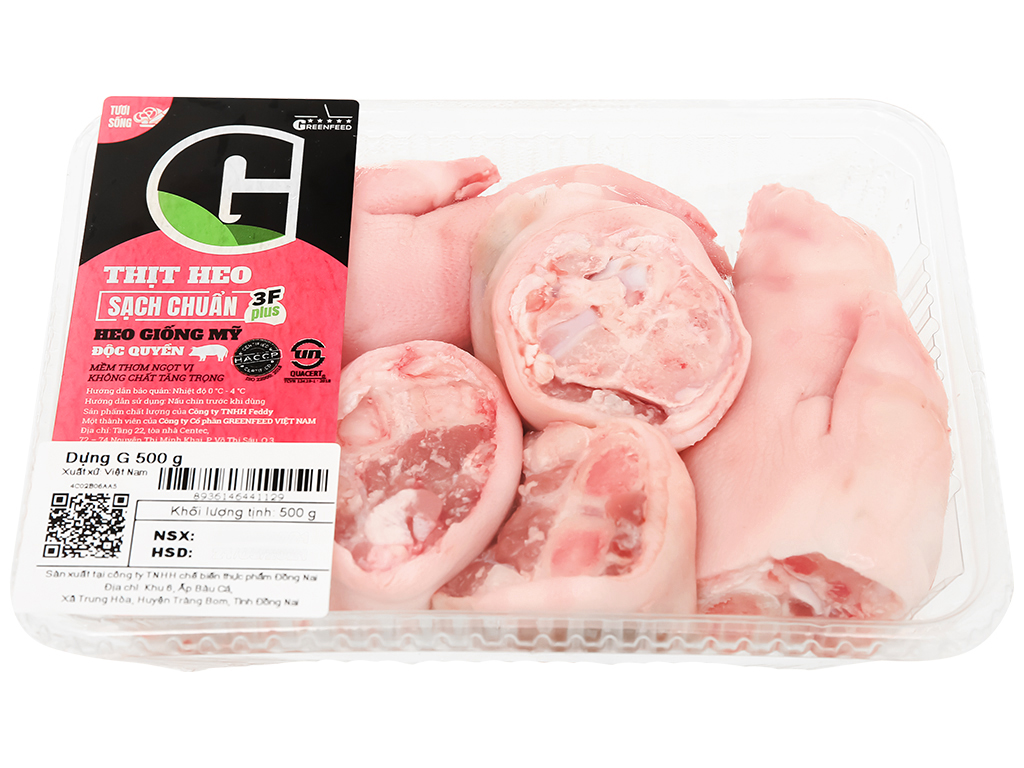 TƯƠI
SỐNG
GREENFEED
G
THỊT HEO
SẠCH CHUẨN 3F plus
HEO GIỐNG MỸ
ĐỘC QUYỀN
MỀM THƠM NGỌT VỊ
KHÔNG CHẤT TĂNG TRỌNG
HACCP
QUACERT
Hướng dẫn bảo quản: Nhiệt độ 0 °C - 4 °C
Hướng dẫn sử dụng: Nấu chín trước khi dùng
Sản phẩm chất lượng của Công ty TNHH Feddy
Một thành viên của Công ty Cổ phần GREENFEED VIỆT NAM
Địa chỉ: Tầng 22, tòa nhà Centec,
72 – 74 Nguyễn Thị Minh Khai, P. Võ Thị Sáu, Q.3
Dựng G 500 g
Xuất xứ: Việt Nam
4C02B06AA5
8936146441129
Khối lượng tịnh: 500 g
NSX:
HSD:
Sản xuất tại công ty TNHH chế biến thực phẩm Đồng Nai
Địa chỉ: Khu 6, Ấp Bàu Cá,
Xã Trung Hòa, Huyện Trảng Bom, Tỉnh Đồng Nai